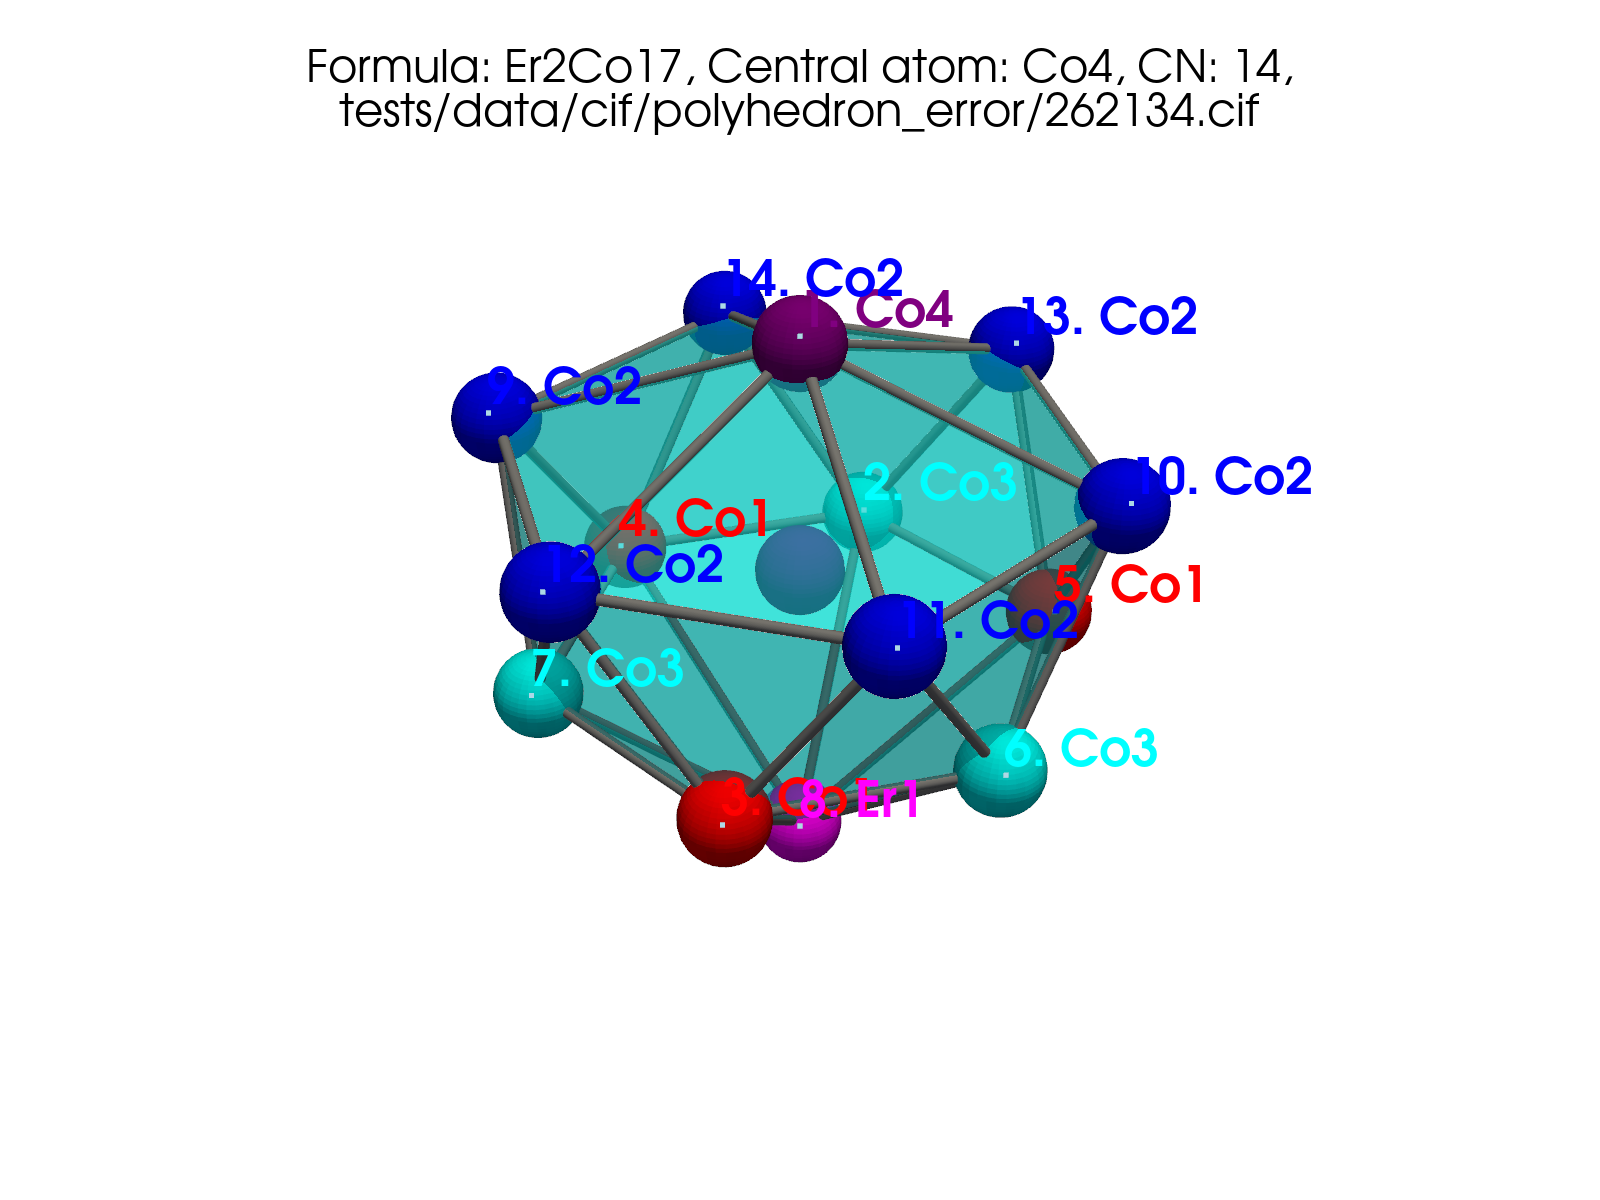 Formula: Er2Co17, Central atom: Co4, CN: 14,
tests/data/cif/polyhedron_error/262134.cif
14. Co2
1. Co4
13. Co2
9. Co2
10. Co2
2. Co3
4. Co1
12. Co2
5. Co1
11. Co2
7. Co3
6. Co3
3. Co
8. Er1